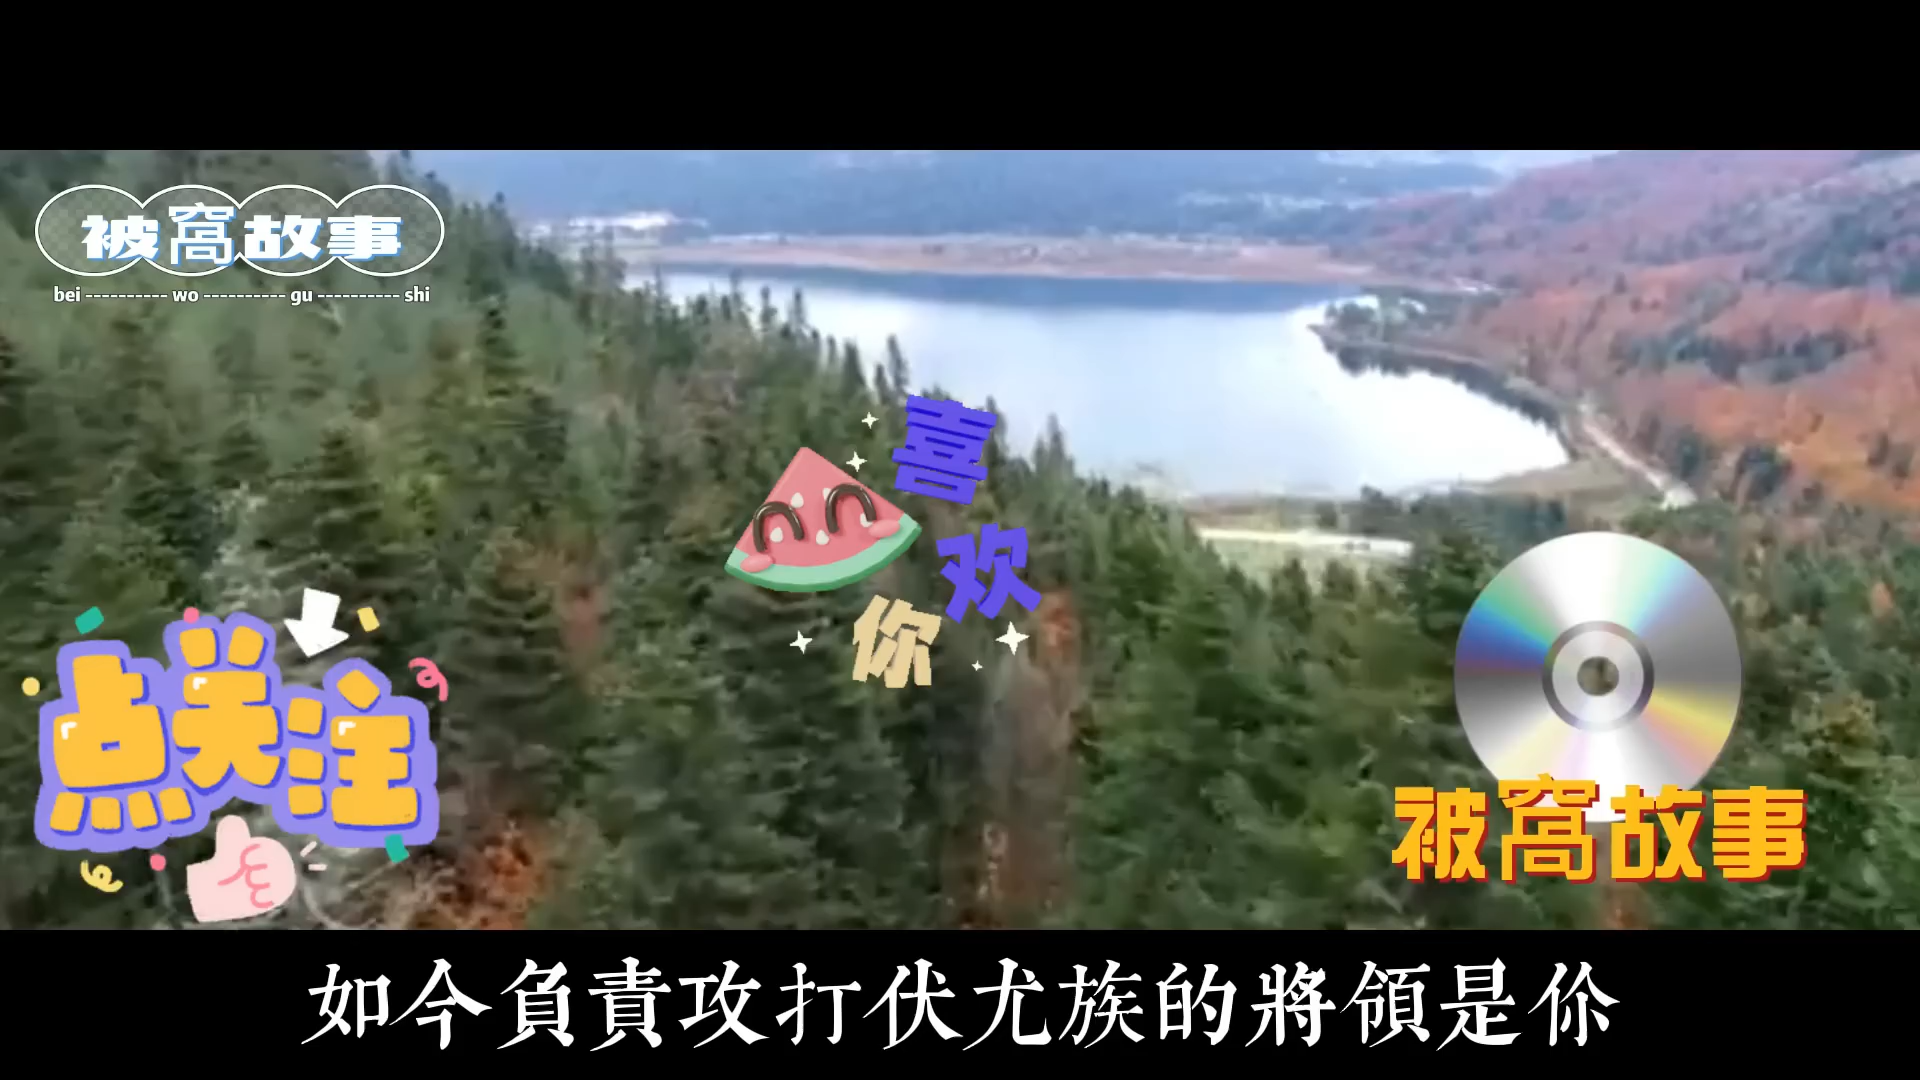 被窩故事
bei ---------- wo ---------- gu ---------- shi
喜
欢
你
点关注
被窩故事
如今負責攻打伏尤族的將領是你